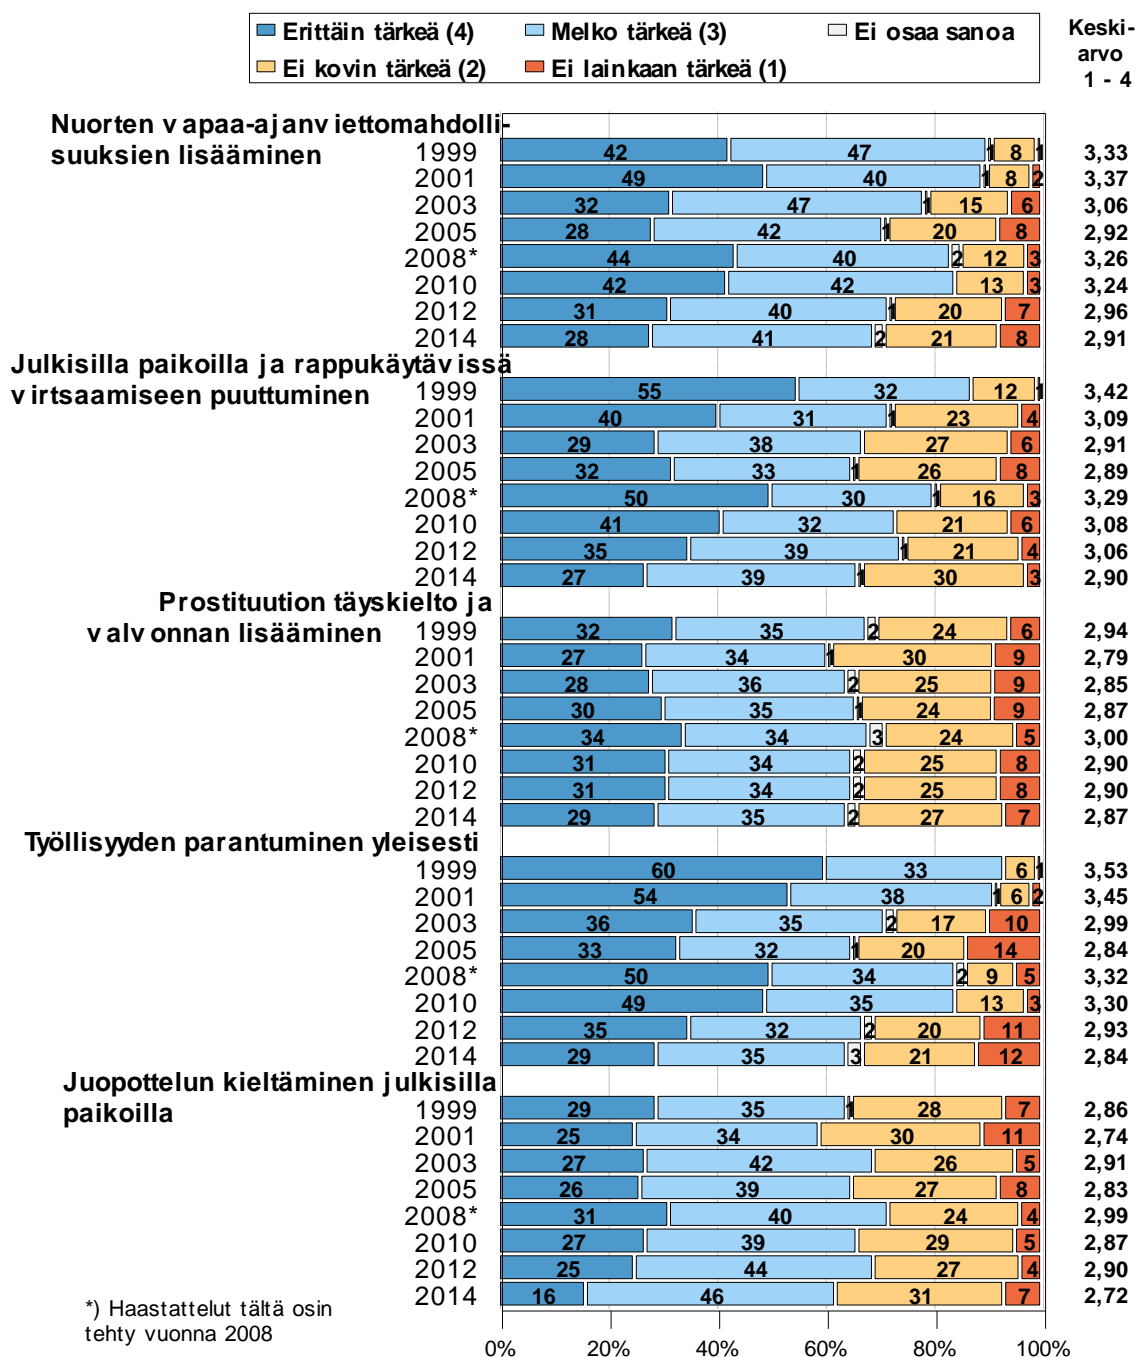 Erittäin tärkeä (4) Melko tärkeä (3) Ei osaa sanoa
Ei kovin tärkeä (2) Ei lainkaan tärkeä (1)
Keski-
arvo
1 - 4
Nuorten vapaa-ajanviettomahdolli-
suuksien lisääminen
1999 42 47 1 8 1 3,33
2001 49 40 1 8 2 3,37
2003 32 47 1 15 6 3,06
2005 28 42 1 20 8 2,92
2008* 44 40 2 12 3 3,26
2010 42 42 13 3 3,24
2012 31 40 1 20 7 2,96
2014 28 41 2 21 8 2,91
Julkisilla paikoilla ja rappukäytävissä
virtsaamiseen puuttuminen
1999 55 32 12 1 3,42
2001 40 31 1 23 4 3,09
2003 29 38 27 6 2,91
2005 32 33 1 26 8 2,89
2008* 50 30 1 16 3 3,29
2010 41 32 21 6 3,08
2012 35 39 1 21 4 3,06
2014 27 39 1 30 3 2,90
Prostituution täyskielto ja
valvonnan lisääminen
1999 32 35 2 24 6 2,94
2001 27 34 1 30 9 2,79
2003 28 36 2 25 9 2,85
2005 30 35 1 24 9 2,87
2008* 34 34 3 24 5 3,00
2010 31 34 2 25 8 2,90
2012 31 34 2 25 8 2,90
2014 29 35 2 27 7 2,87
Työllisyyden parantuminen yleisesti
1999 60 33 6 1 3,53
2001 54 38 1 6 2 3,45
2003 36 35 2 17 10 2,99
2005 33 32 1 20 14 2,84
2008* 50 34 2 9 5 3,32
2010 49 35 13 3 3,30
2012 35 32 2 20 11 2,93
2014 29 35 3 21 12 2,84
Juopottelun kieltäminen julkisilla
paikoilla
1999 29 35 1 28 7 2,86
2001 25 34 30 11 2,74
2003 27 42 26 5 2,91
2005 26 39 27 8 2,83
2008* 31 40 24 4 2,99
2010 27 39 29 5 2,87
2012 25 44 27 4 2,90
2014 16 46 31 7 2,72
*) Haastattelut tältä osin
tehty vuonna 2008
0% 20% 40% 60% 80% 100%